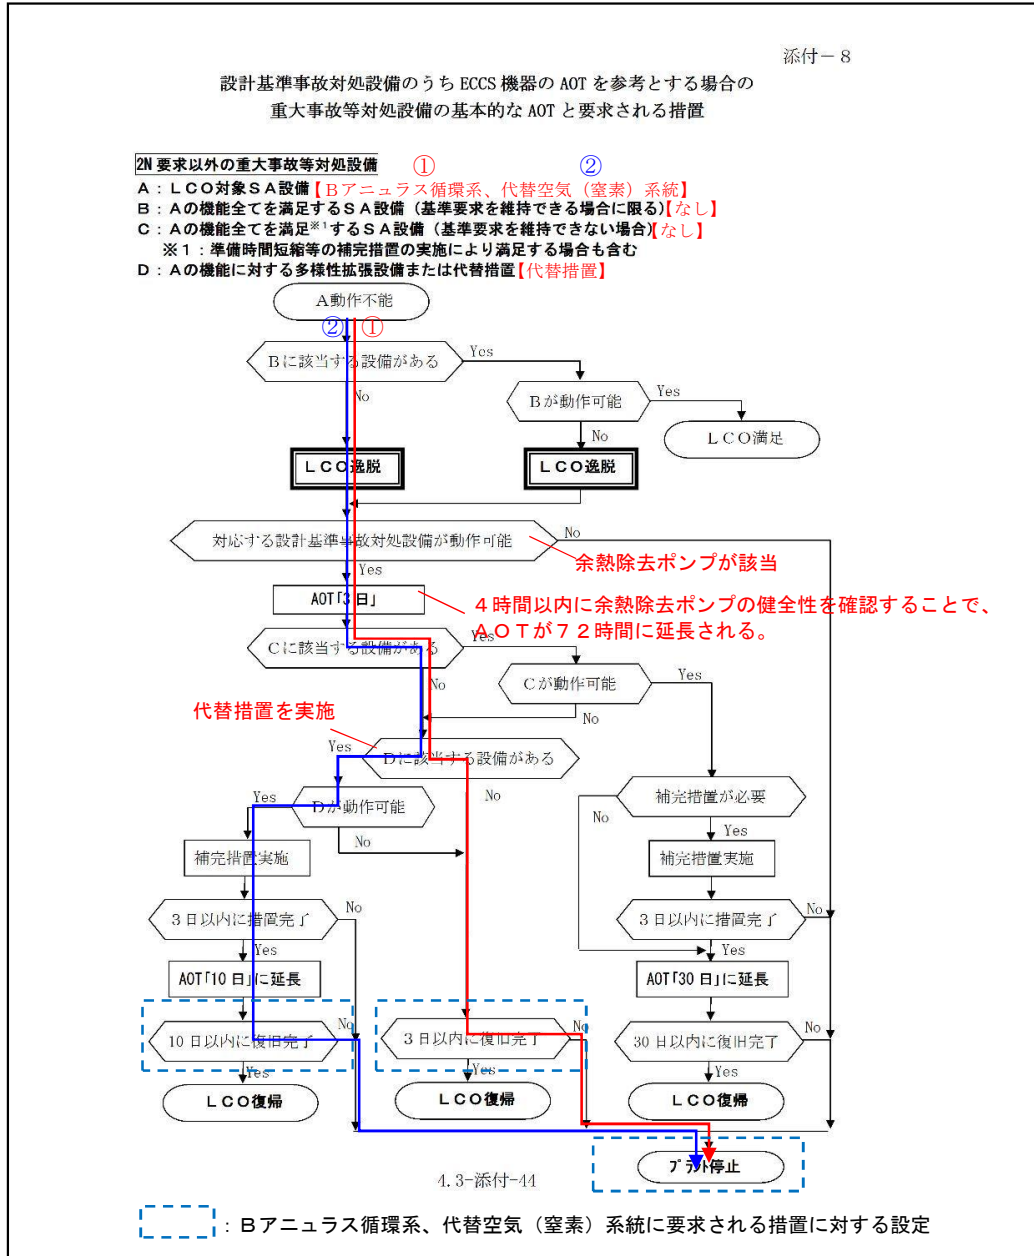 添付－８
設計基準事故対処設備のうち ECCS 機器の AOT を参考とする場合の
重大事故等対処設備の基本的な AOT と要求される措置
2N 要求以外の重大事故等対処設備 ① ②
Ａ：ＬＣＯ対象ＳＡ設備【Ｂアニュラス循環系、代替空気（窒素）系統】
Ｂ：Ａの機能全てを満足するＳＡ設備（基準要求を維持できる場合に限る）【なし】
Ｃ：Ａの機能全てを満足※１するＳＡ設備（基準要求を維持できない場合）【なし】
※１：準備時間短縮等の補完措置の実施により満足する場合も含む
Ｄ：Ａの機能に対する多様性拡張設備または代替措置【代替措置】
Ａ動作不能
② ①
Ｂに該当する設備がある
Yes
No
Ｂが動作可能
Yes
ＬＣＯ満足
No
ＬＣＯ逸脱
ＬＣＯ逸脱
対応する設計基準事故対処設備が動作可能
No
余熱除去ポンプが該当
Yes
AOT「3 日」
４時間以内に余熱除去ポンプの健全性を確認することで、
ＡＯＴが７２時間に延長される。
Ｃに該当する設備がある
Yes
No
Ｃが動作可能
Yes
No
代替措置を実施
Ｄに該当する設備がある
Yes
No
Ｄが動作可能
Yes
No
補完措置が必要
No
Yes
補完措置実施
補完措置実施
3 日以内に措置完了
No
Yes
3 日以内に措置完了
No
Yes
AOT「10 日」に延長
AOT「30 日」に延長
10 日以内に復旧完了
No
Yes
3 日以内に復旧完了
No
Yes
30 日以内に復旧完了
No
Yes
ＬＣＯ復帰
ＬＣＯ復帰
ＬＣＯ復帰
プラント停止
4.3-添付-44
：Ｂアニュラス循環系、代替空気（窒素）系統に要求される措置に対する設定